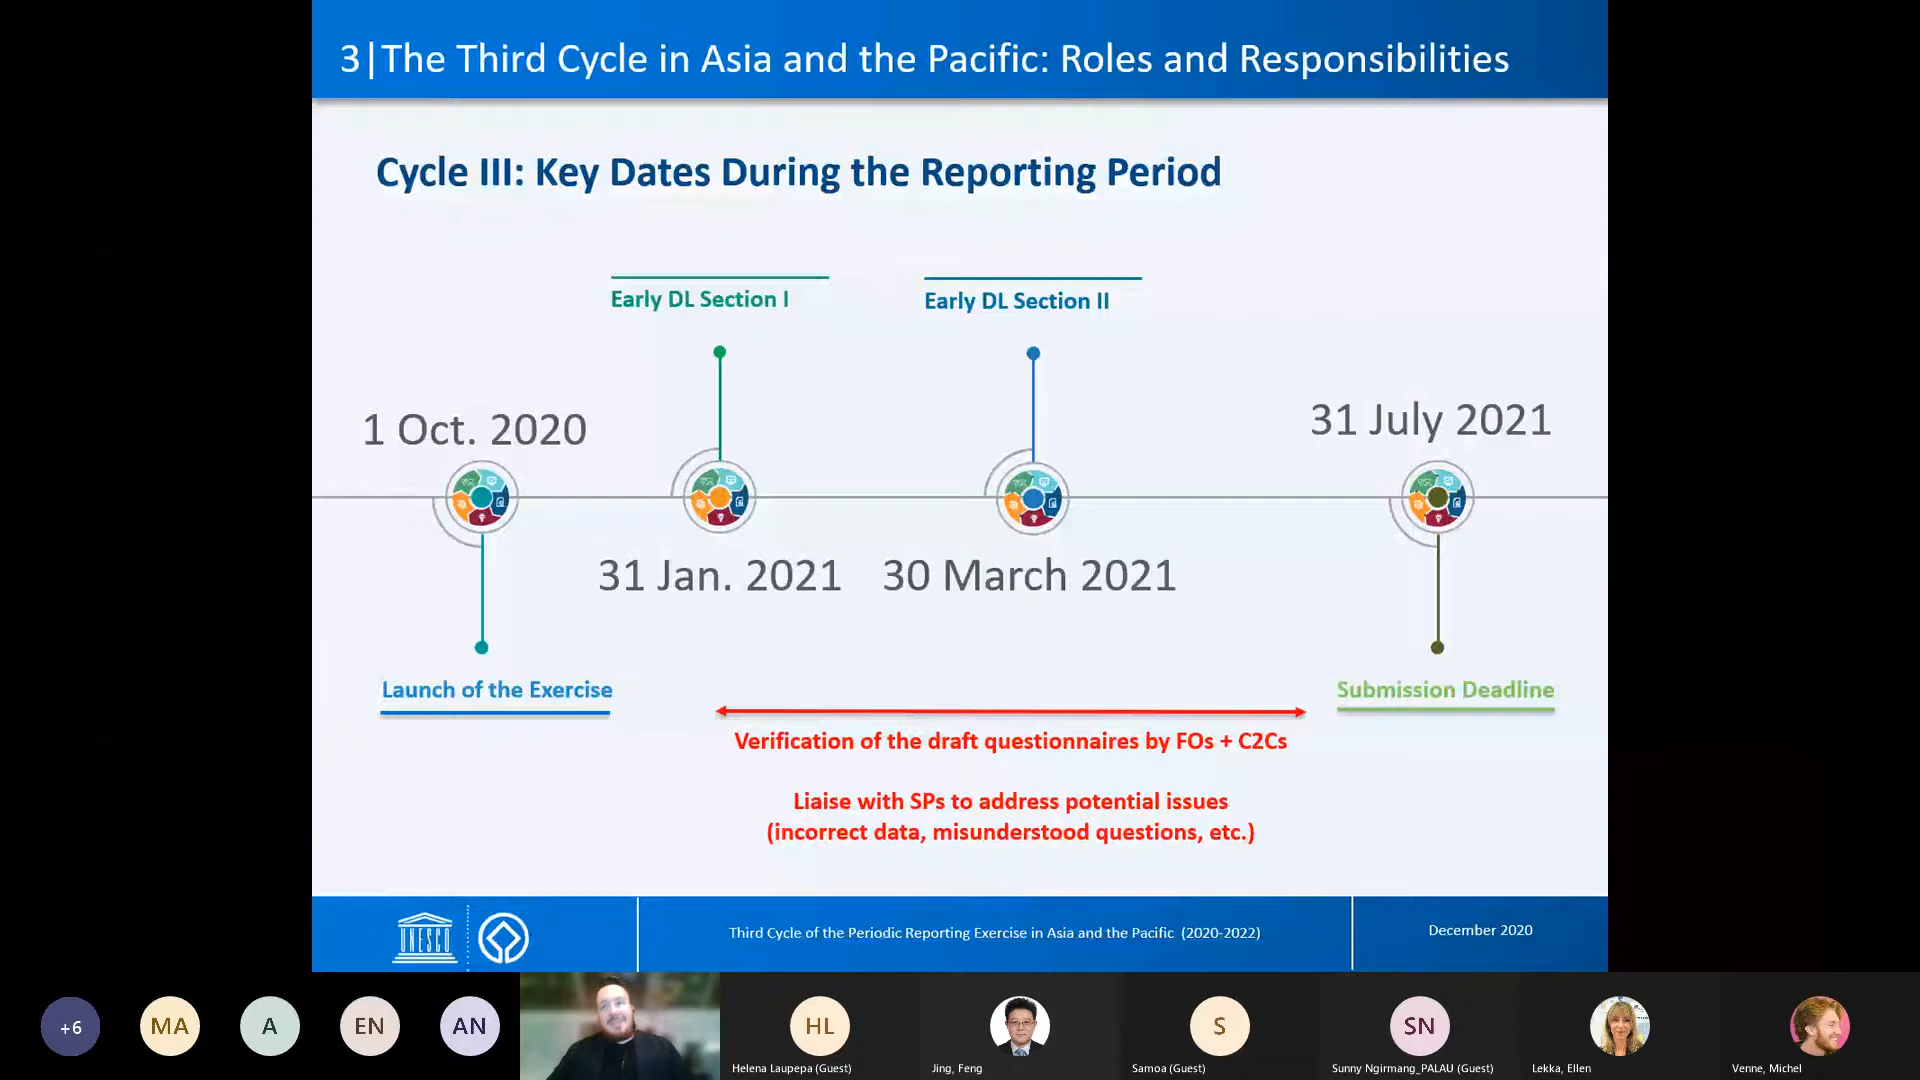 3|The Third Cycle in Asia and the Pacific: Roles and Responsibilities
Cycle III: Key Dates During the Reporting Period
Early DL Section I
Early DL Section II
1 Oct. 2020
31 July 2021
31 Jan. 2021
30 March 2021
Launch of the Exercise
Submission Deadline
Verification of the draft questionnaires by FOs + C2Cs
Liaise with SPs to address potential issues
(incorrect data, misunderstood questions, etc.)
UNESCO
Third Cycle of the Periodic Reporting Exercise in Asia and the Pacific (2020-2022)
December 2020
+6
MA
A
EN
AN
HL
S
SN
Helena Laupepa (Guest)
Jing, Feng
Samoa (Guest)
Sunny Ngirmang_PALAU (Guest)
Lekka, Ellen
Venne, Michel